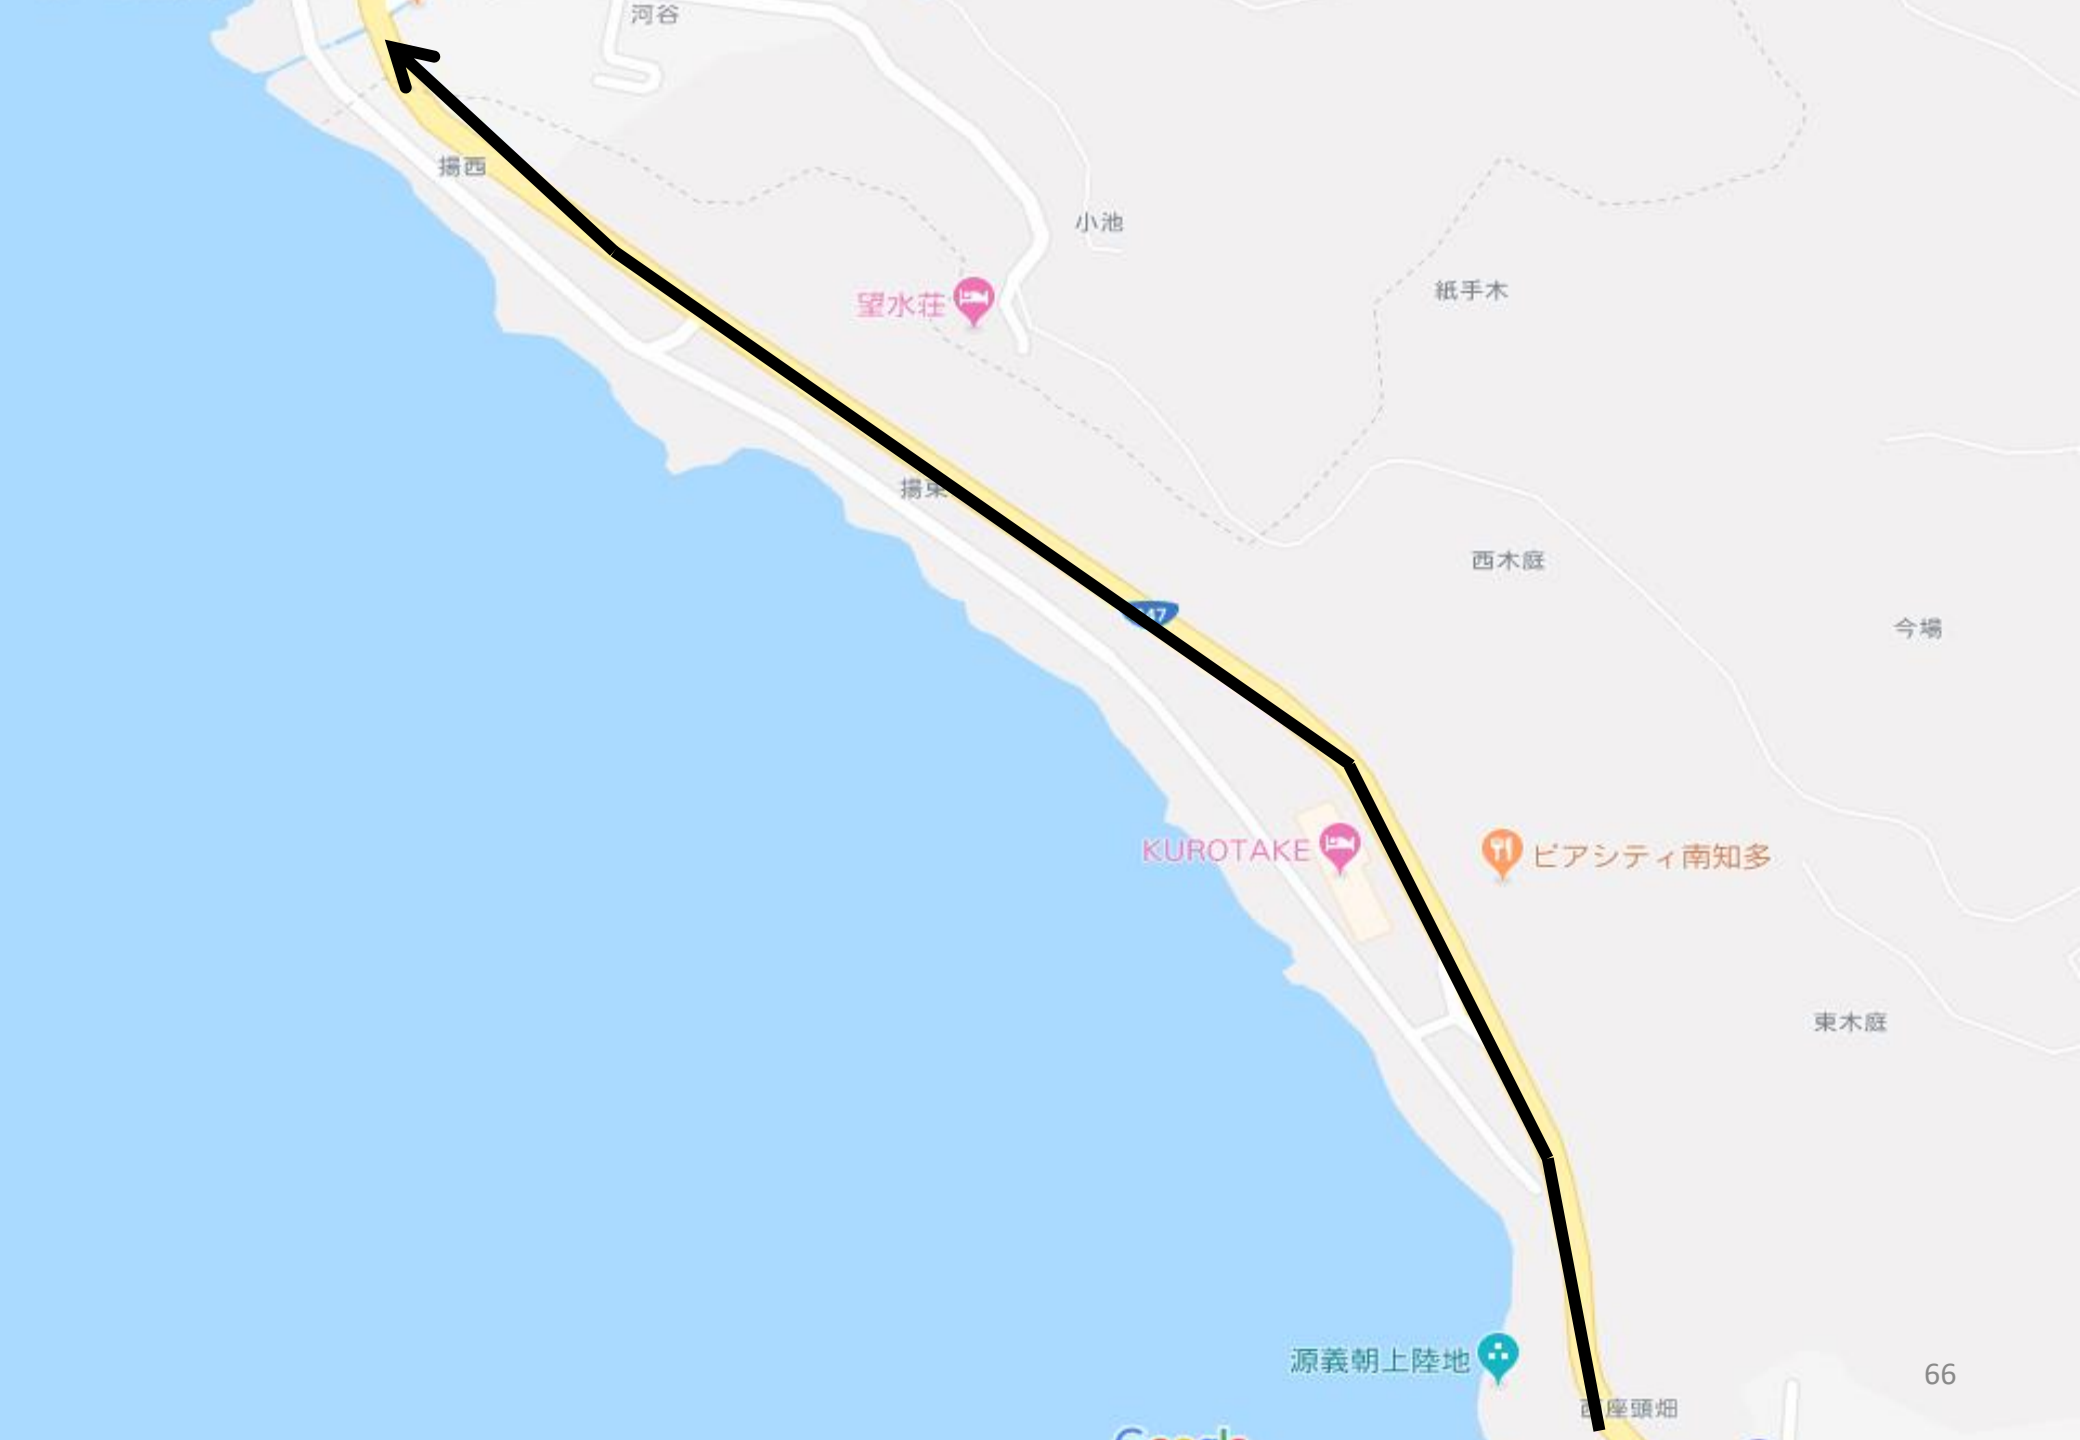 河谷
揚西
小池
紙手木
望水荘
揚東
西木庭
47
今場
KUROTAKE
ビアシティ南知多
東木庭
源義朝上陸地
66
西座頭畑